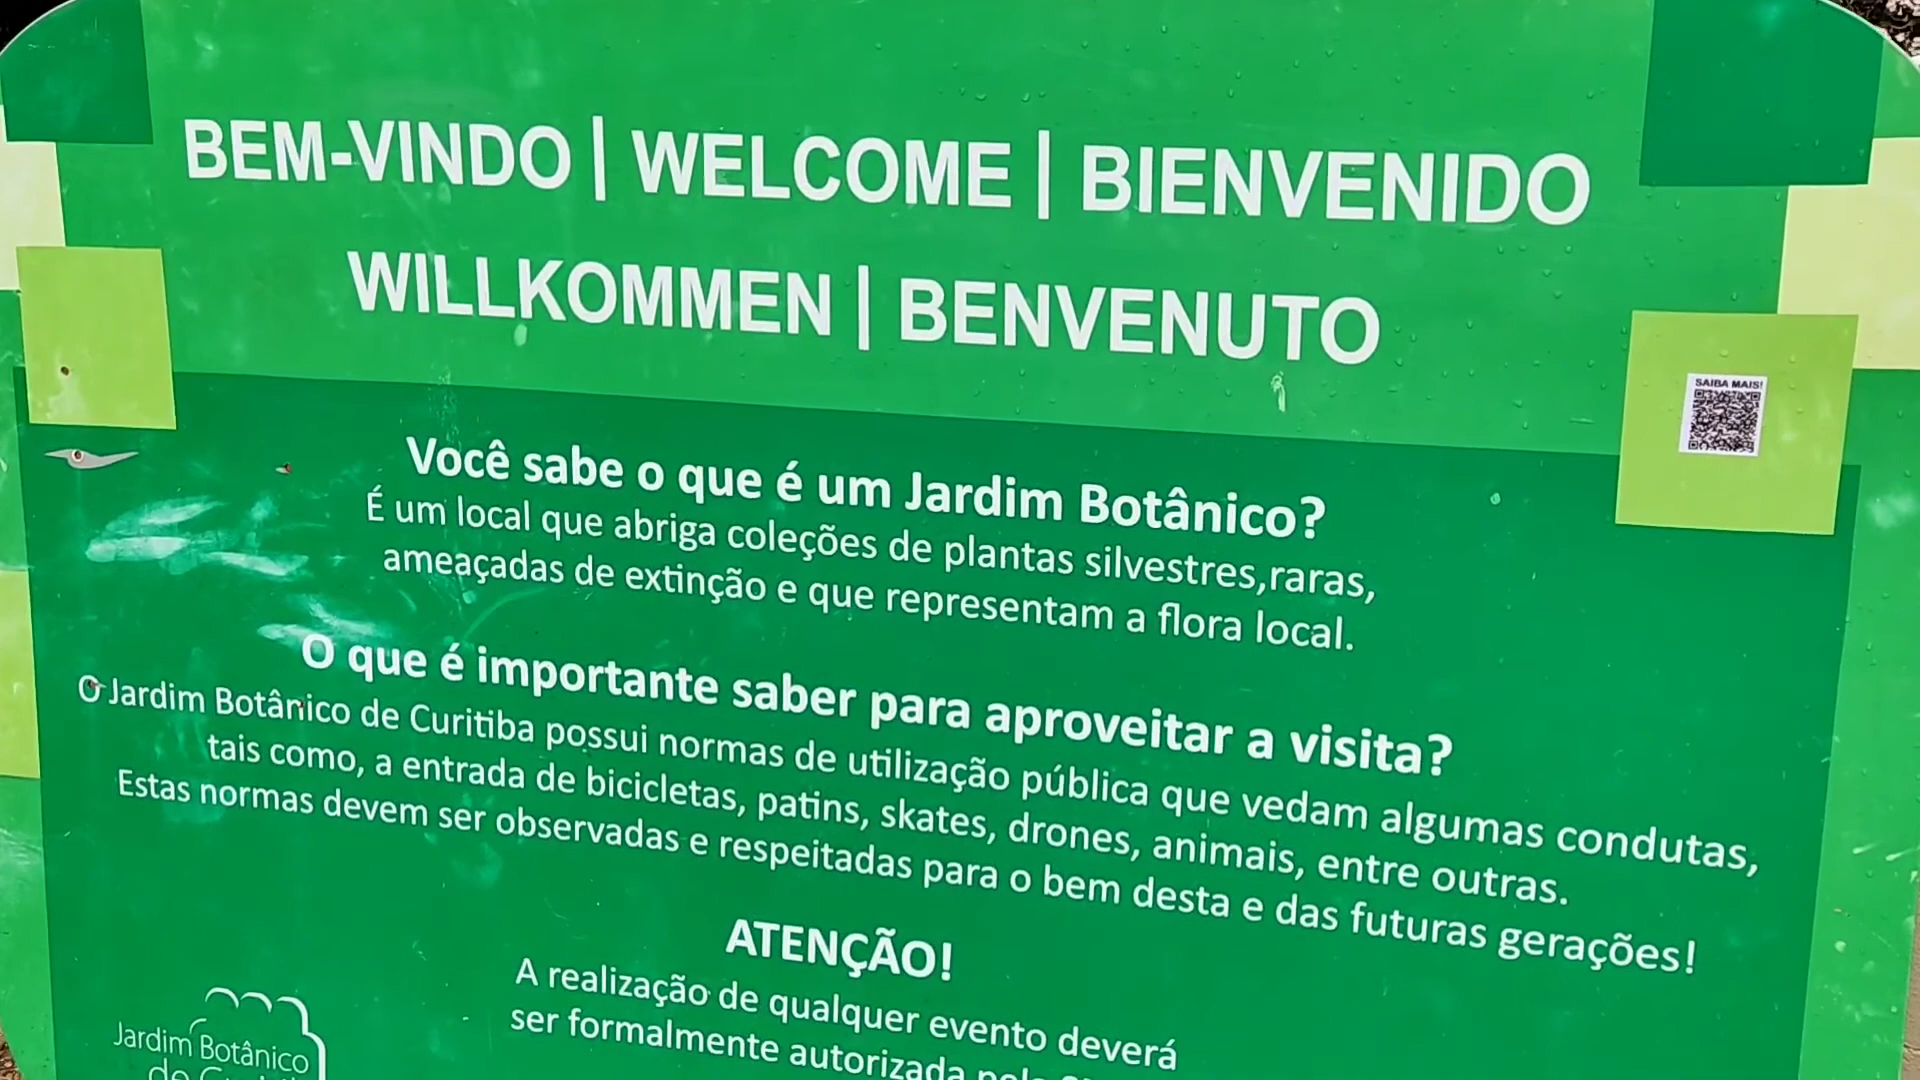 BEM-VINDO | WELCOME | BIENVENIDO
WILLKOMMEN | BENVENUTO
SAIBA MAIS!
Você sabe o que é um Jardim Botânico?
É um local que abriga coleções de plantas silvestres,raras,
ameaçadas de extinção e que representam a flora local.
O que é importante saber para aproveitar a visita?
O Jardim Botânico de Curitiba possui normas de utilização pública que vedam algumas condutas,
tais como, a entrada de bicicletas, patins, skates, drones, animais, entre outras.
Estas normas devem ser observadas e respeitadas para o bem desta e das futuras gerações!
ATENÇÃO!
A realização de qualquer evento deverá
ser formalmente autorizada
Jardim Botânico